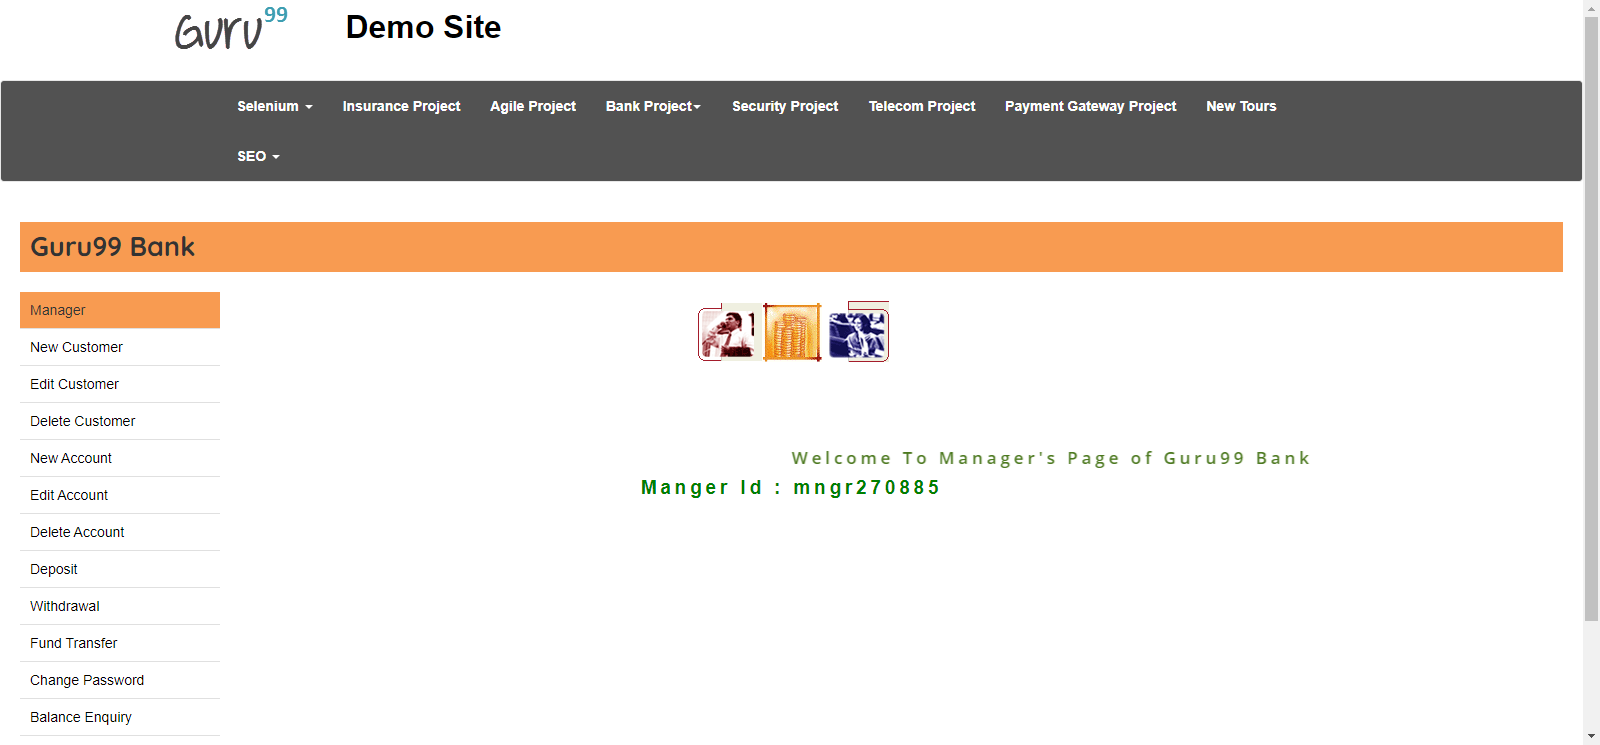 Guru99 Demo Site
Selenium Insurance Project Agile Project Bank Project Security Project Telecom Project Payment Gateway Project New Tours
SEO
Guru99 Bank
Manager
New Customer
Edit Customer
Delete Customer
New Account
Edit Account
Delete Account
Deposit
Withdrawal
Fund Transfer
Change Password
Balance Enquiry
Welcome To Manager's Page of Guru99 Bank
Manger Id : mngr270885